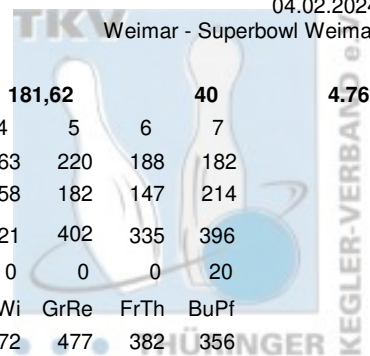 04.02.2024
TKV
Weimar - Superbowl Weima
181,62 40 4.76
4 5 6 7
63 220 188 182
58 182 147 214
21 402 335 396
0 0 0 20
Wi GrRe FrTh BuPf
72 477 382 356
THÜRINGER KEGLER-VERBAND e.V